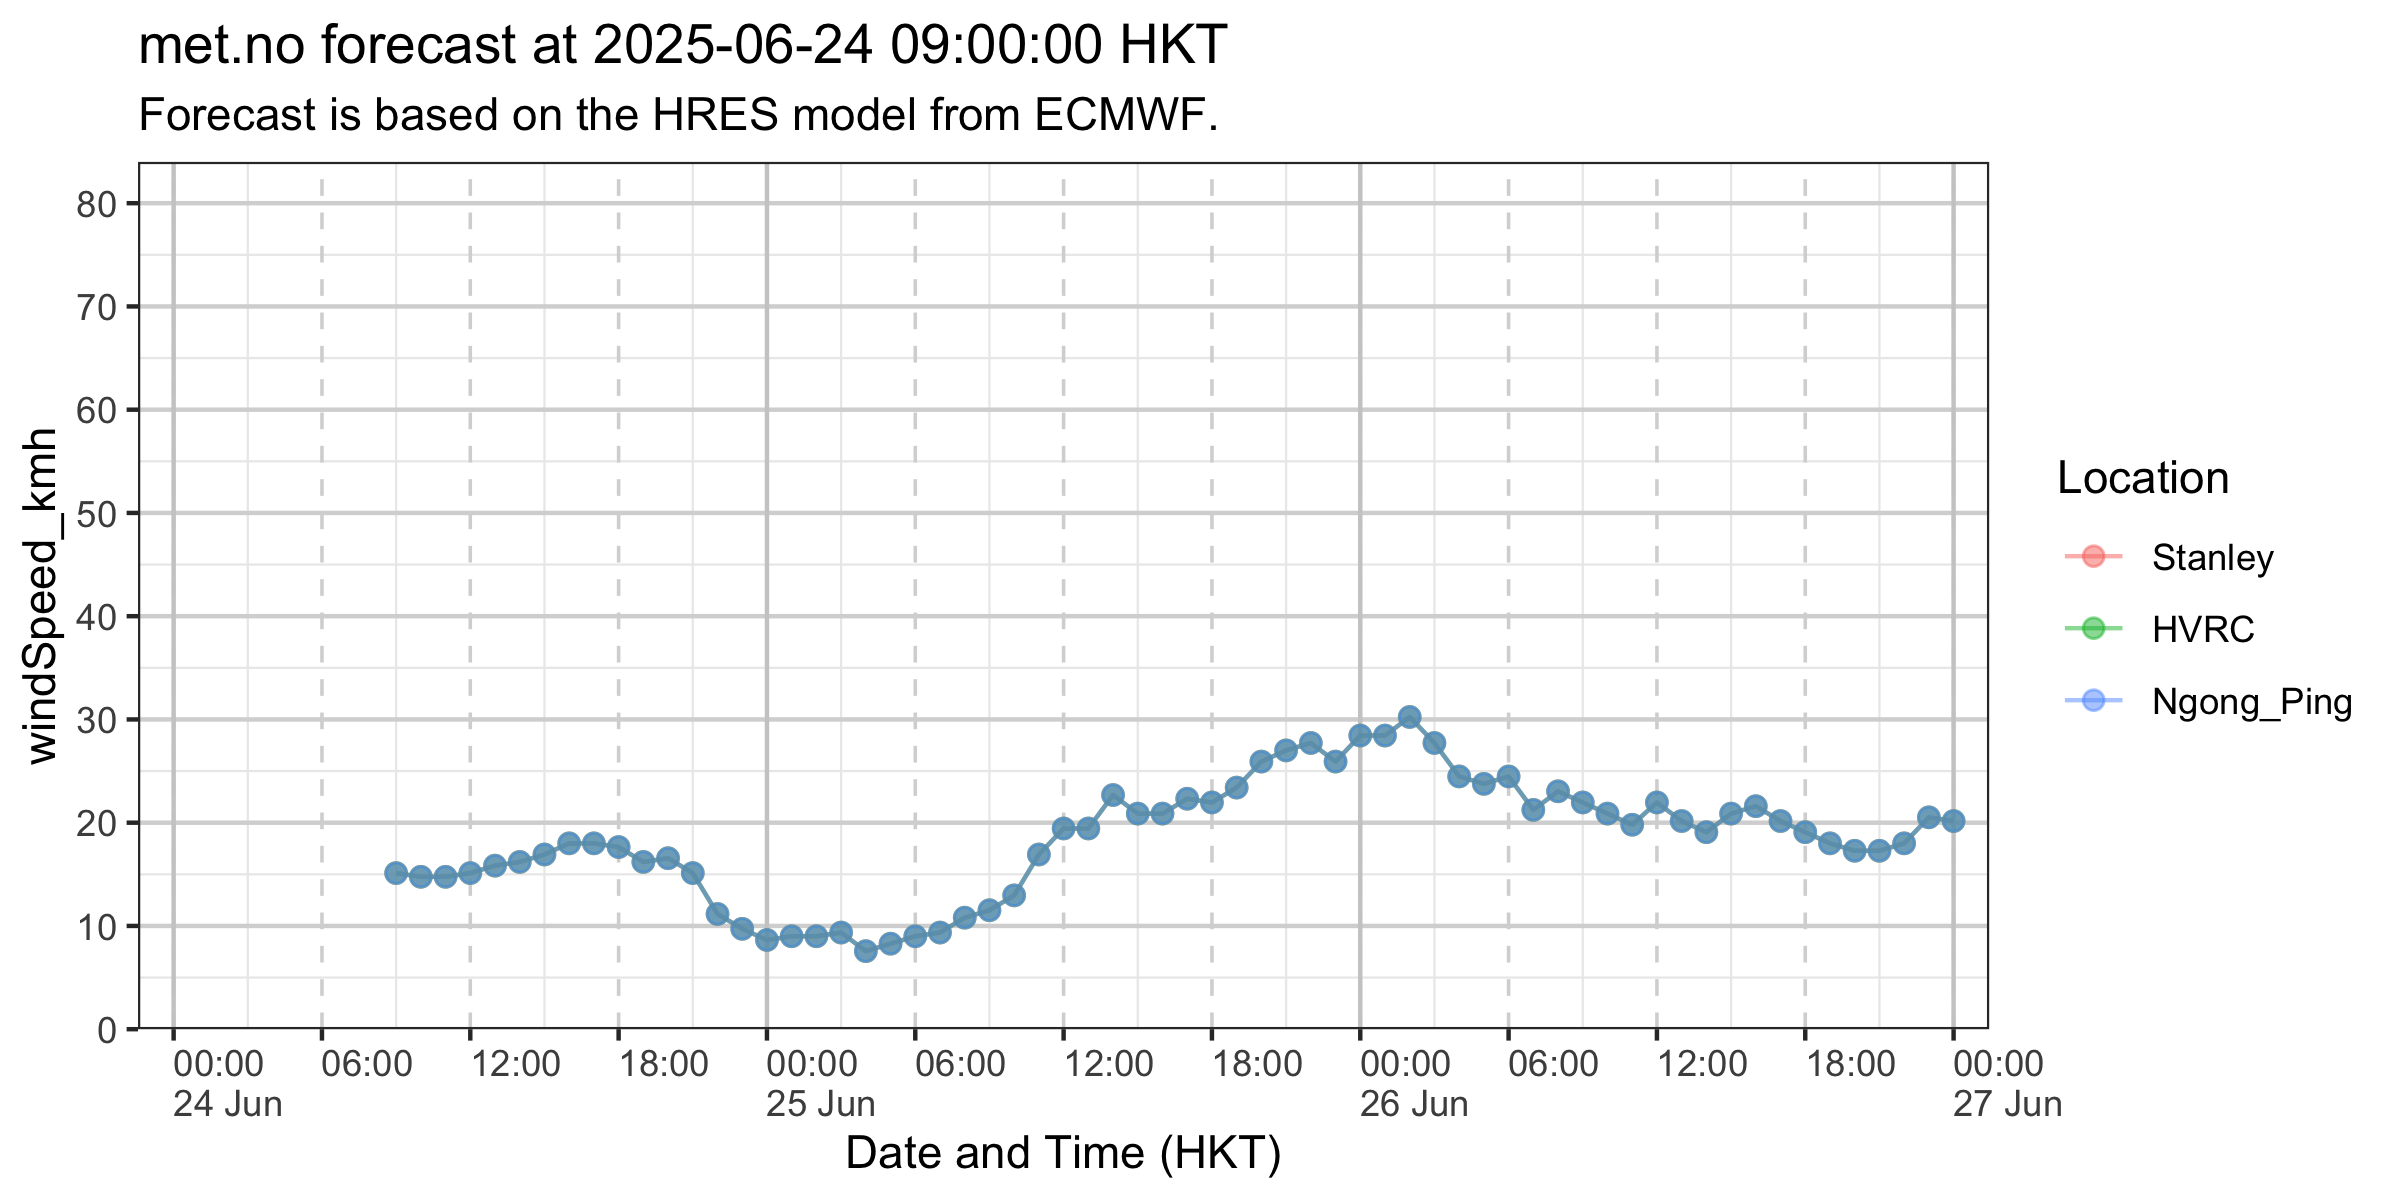 met.no forecast at 2025-06-24 09:00:00 HKT
Forecast is based on the HRES model from ECMWF.
windSpeed_kmh
80
70
60
50
40
30
20
10
0
00:00 06:00 12:00 18:00 00:00 06:00 12:00 18:00 00:00 06:00 12:00 18:00 00:00
24 Jun 25 Jun 26 Jun 27 Jun
Date and Time (HKT)
Location
Stanley
HVRC
Ngong_Ping